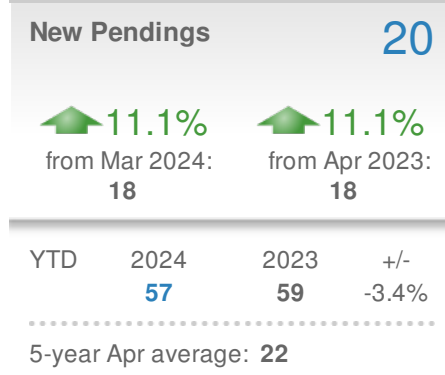 New Pendings 20
11.1% 11.1%
from Mar 2024: from Apr 2023:
18 18
YTD 2024 2023 +/-
57 59 -3.4%
5-year Apr average: 22